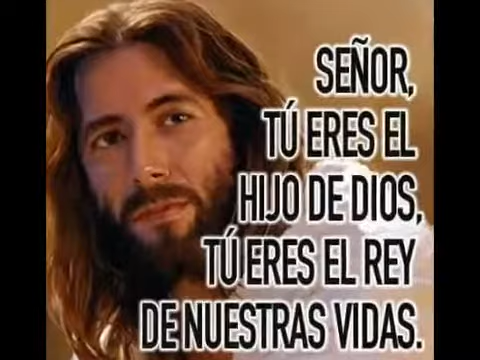 SEÑOR,
TÚ ERES EL
HIJO DE DIOS,
TÚ ERES EL REY
DE NUESTRAS VIDAS.